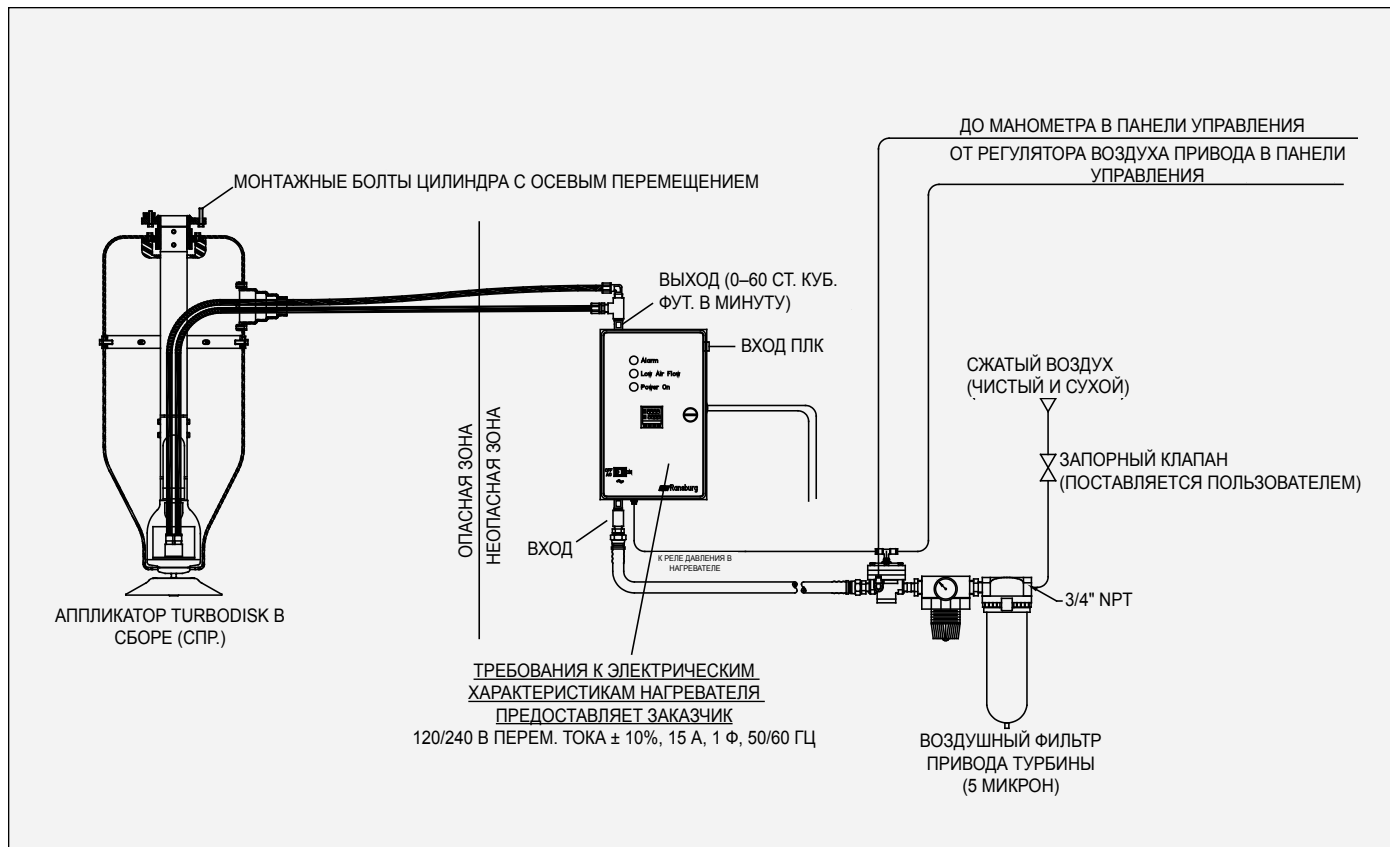 ДО МАНОМЕТРА В ПАНЕЛИ УПРАВЛЕНИЯ
ОТ РЕГУЛЯТОРА ВОЗДУХА ПРИВОДА В ПАНЕЛИ
УПРАВЛЕНИЯ
МОНТАЖНЫЕ БОЛТЫ ЦИЛИНДРА С ОСЕВЫМ ПЕРЕМЕЩЕНИЕМ
ВЫХОД (0–60 СТ. КУБ.
ФУТ. В МИНУТУ)
ВХОД ПЛК
Alarm
Low Air Flow
Power On
Ransburg
СЖАТЫЙ ВОЗДУХ
(ЧИСТЫЙ И СУХОЙ)
ЗАПОРНЫЙ КЛАПАН
(ПОСТАВЛЯЕТСЯ ПОЛЬЗОВАТЕЛЕМ)
ОПАСНАЯ ЗОНА
НЕОПАСНАЯ ЗОНА
ВХОД
К РЕЛЕ ДАВЛЕНИЯ В
НАГРЕВАТЕЛЕ
3/4" NPT
АППЛИКАТОР TURBODISK В
СБОРЕ (СПР.)
ТРЕБОВАНИЯ К ЭЛЕКТРИЧЕСКИМ
ХАРАКТЕРИСТИКАМ НАГРЕВАТЕЛЯ
ПРЕДОСТАВЛЯЕТ ЗАКАЗЧИК
120/240 В ПЕРЕМ. ТОКА ± 10%, 15 А, 1 Ф, 50/60 ГЦ
ВОЗДУШНЫЙ ФИЛЬТР
ПРИВОДА ТУРБИНЫ
(5 МИКРОН)